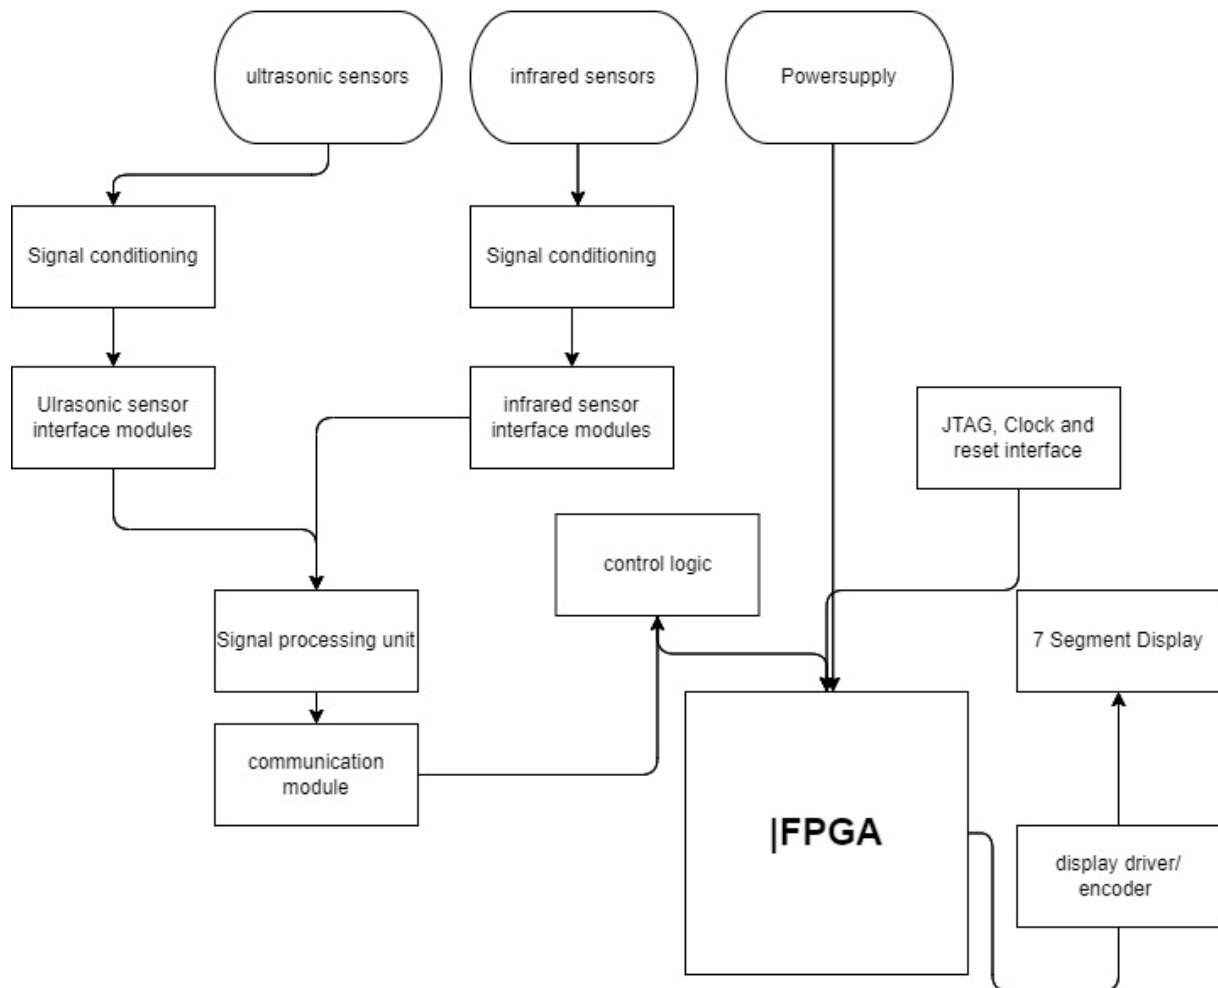 ultrasonic sensors
infrared sensors
Powersupply
Signal conditioning
Signal conditioning
Ulrasonic sensor
interface modules
infrared sensor
interface modules
JTAG, Clock and
reset interface
control logic
Signal processing unit
7 Segment Display
communication
module
|FPGA
display driver/
encoder